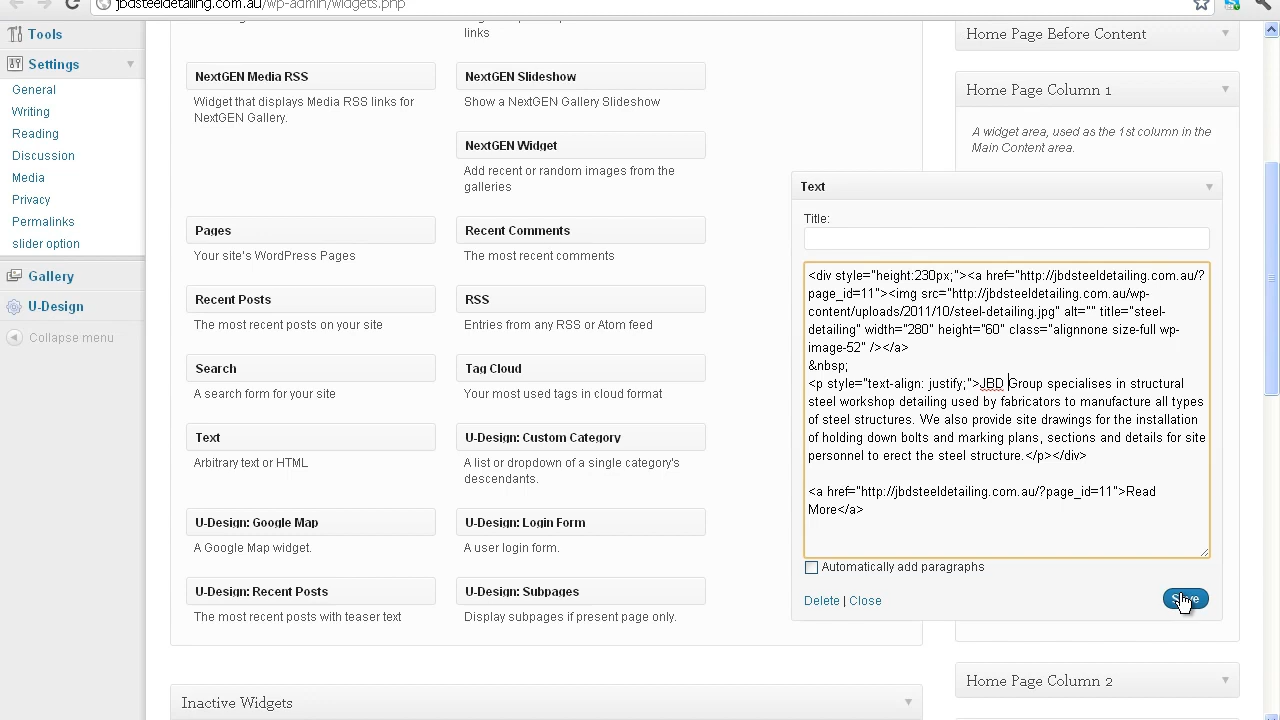 jbdsteeldetailing.com.au/wp-admin/widgets.php
Tools
Settings
General
Writing
Reading
Discussion
Media
Privacy
Permalinks
slider option
Gallery
U-Design
Collapse menu
links
NextGEN Media RSS
Widget that displays Media RSS links for
NextGEN Gallery.
NextGEN Slideshow
Show a NextGEN Gallery Slideshow
NextGEN Widget
Add recent or random images from the
galleries
Pages
Your site's WordPress Pages
Recent Comments
The most recent comments
Recent Posts
The most recent posts on your site
RSS
Entries from any RSS or Atom feed
Search
A search form for your site
Tag Cloud
Your most used tags in cloud format
Text
Arbitrary text or HTML
U-Design: Custom Category
A list or dropdown of a single category's
descendants.
U-Design: Google Map
A Google Map widget.
U-Design: Login Form
A user login form.
U-Design: Recent Posts
The most recent posts with teaser text
U-Design: Subpages
Display subpages if present page only.
Inactive Widgets
Home Page Before Content
Home Page Column 1
A widget area, used as the 1st column in the
Main Content area.
Text
Title:
<div style="height:230px;"><a href="http://jbdsteeldetailing.com.au/?
page_id=11"><img src="http://jbdsteeldetailing.com.au/wp-
content/uploads/2011/10/steel-detailing.jpg" alt="" title="steel-
detailing" width="280" height="60" class="alignnone size-full wp-
image-52" /></a>
&nbsp;
<p style="text-align: justify;">JBD Group specialises in structural
steel workshop detailing used by fabricators to manufacture all types
of steel structures. We also provide site drawings for the installation
of holding down bolts and marking plans, sections and details for site
personnel to erect the steel structure.</p></div>
<a href="http://jbdsteeldetailing.com.au/?page_id=11">Read
More</a>
Automatically add paragraphs
Delete | Close
Save
Home Page Column 2